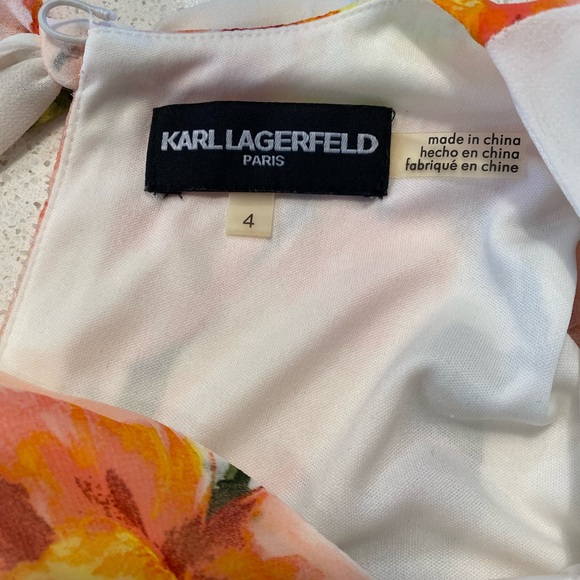 KARL LAGERFELD
PARIS
made in china
hecho en china
fabriqué en chine
4